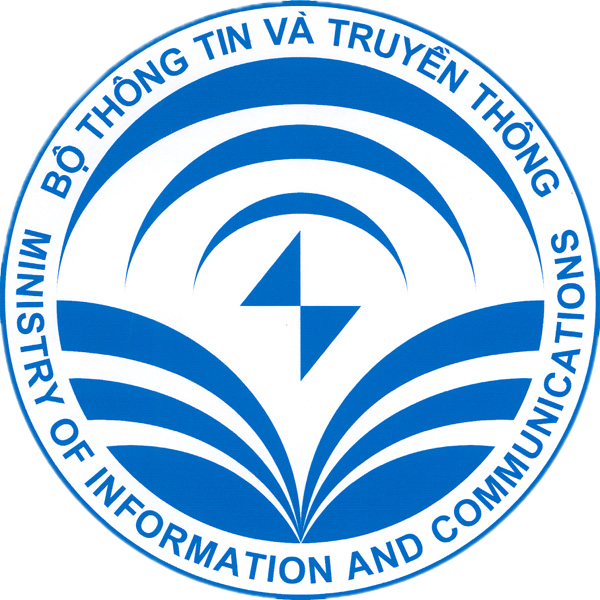 BỘ THÔNG TIN VÀ TRUYỀN THÔNG
MINISTRY OF INFORMATION AND COMMUNICATIONS